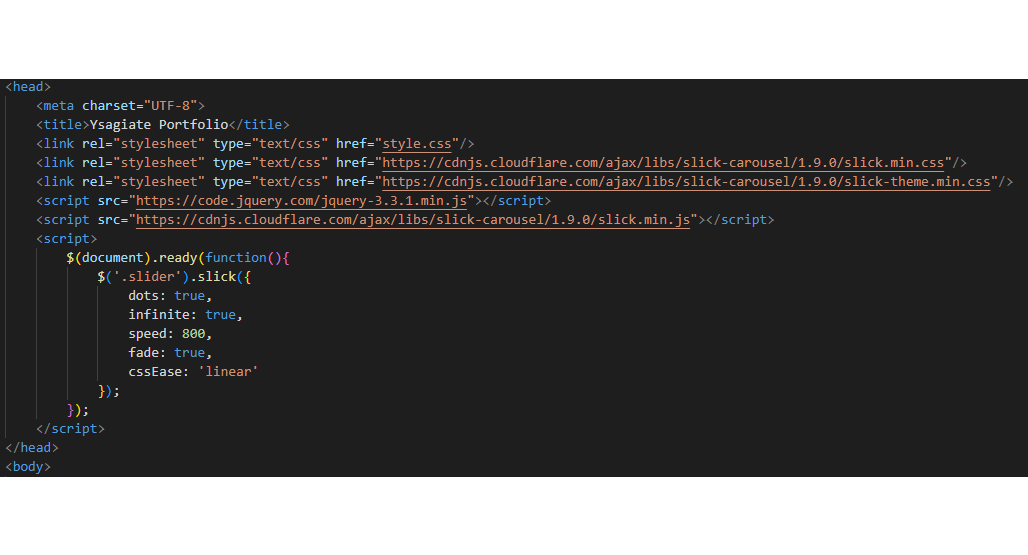 <head>
<meta charset="UTF-8">
<title>Ysagiate Portfolio</title>
<link rel="stylesheet" type="text/css" href="style.css"/>
<link rel="stylesheet" type="text/css" href="https://cdnjs.cloudflare.com/ajax/libs/slick-carousel/1.9.0/slick.min.css"/>
<link rel="stylesheet" type="text/css" href="https://cdnjs.cloudflare.com/ajax/libs/slick-carousel/1.9.0/slick-theme.min.css"/>
<script src="https://code.jquery.com/jquery-3.3.1.min.js"></script>
<script src="https://cdnjs.cloudflare.com/ajax/libs/slick-carousel/1.9.0/slick.min.js"></script>
<script>
$(document).ready(function(){
$('.slider').slick({
dots: true,
infinite: true,
speed: 800,
fade: true,
cssEase: 'linear'
});
});
</script>
</head>
<body>